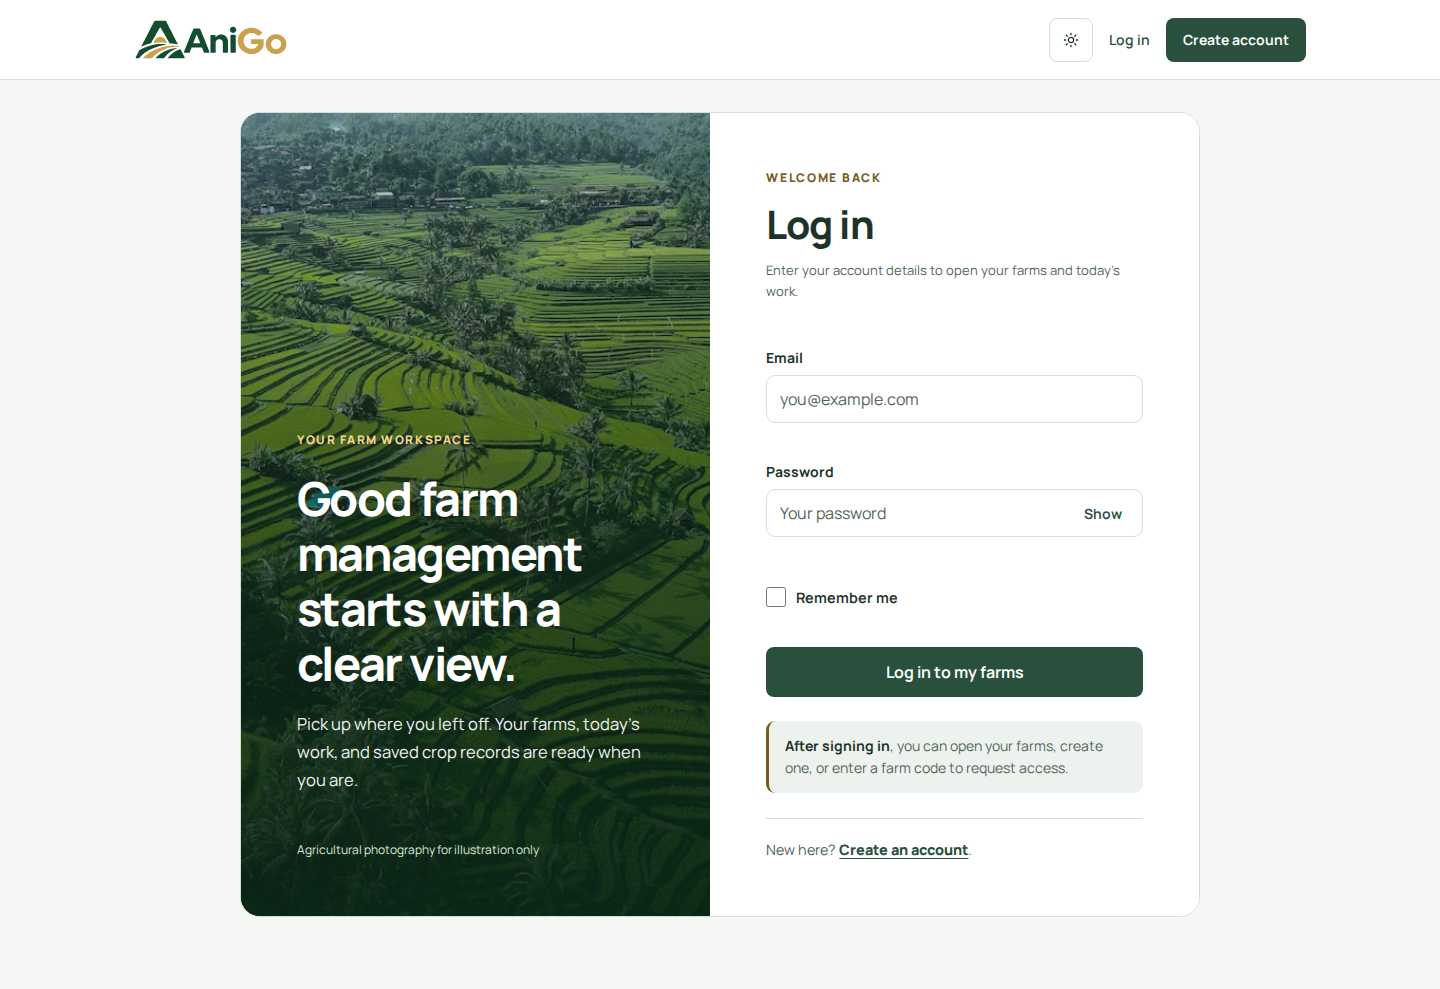 AniGo
Log in
Create account
YOUR FARM WORKSPACE
Good farm
management
starts with a
clear view.
Pick up where you left off. Your farms, today's
work, and saved crop records are ready when
you are.
Agricultural photography for illustration only
WELCOME BACK
Log in
Enter your account details to open your farms and today's
work.
Email
you@example.com
Password
Your password
Show
Remember me
Log in to my farms
After signing in, you can open your farms, create
one, or enter a farm code to request access.
New here? Create an account.